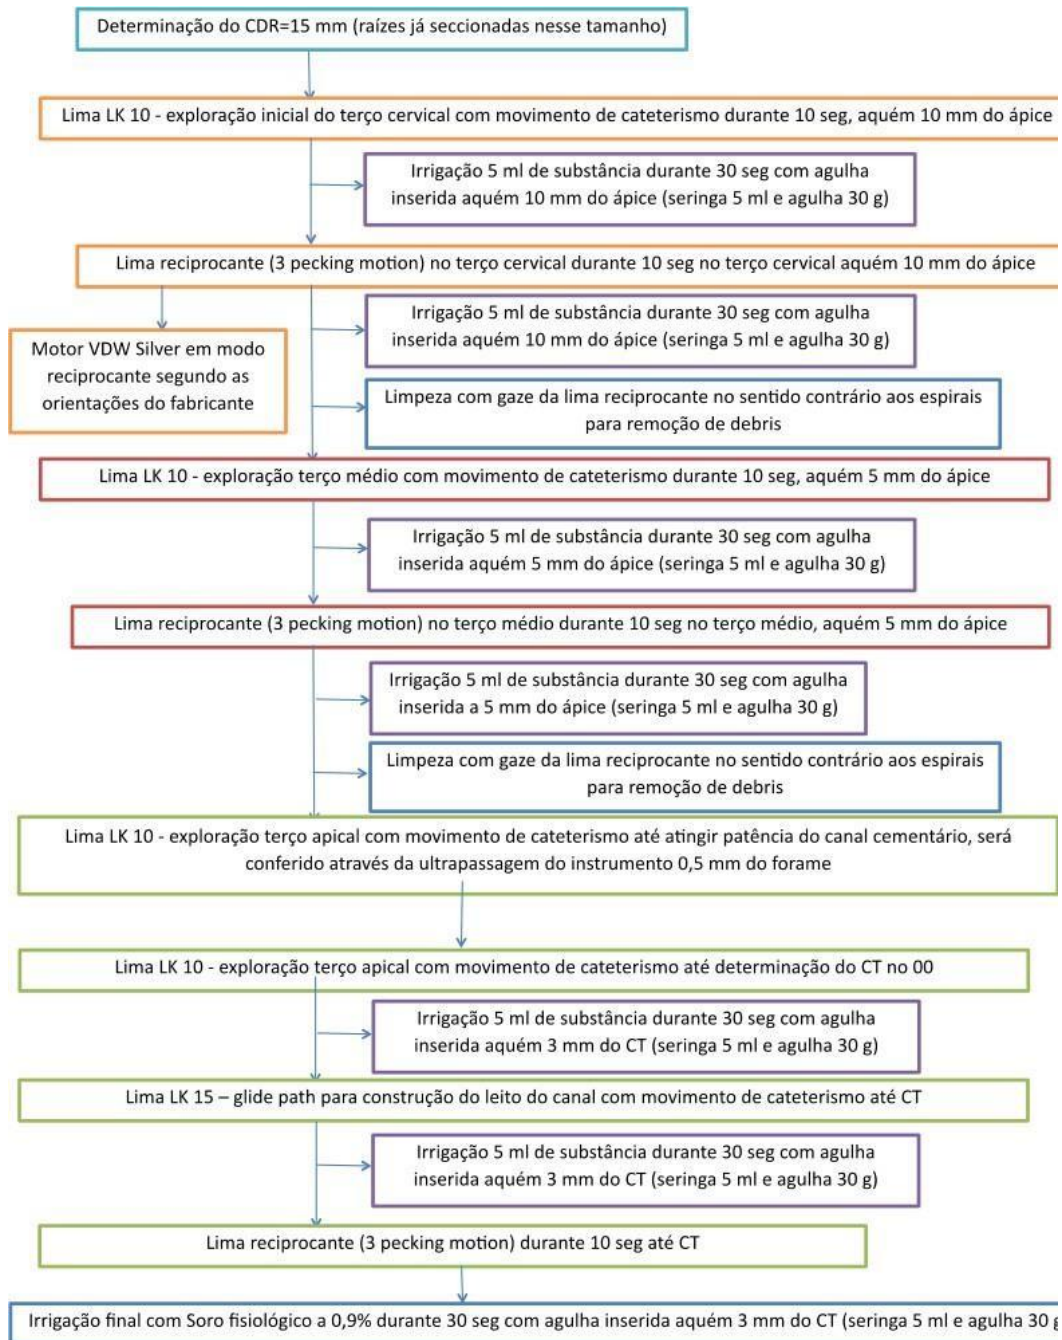 Determinação do CDR=15 mm (raízes já seccionadas nesse tamanho)
Lima LK 10 - exploração inicial do terço cervical com movimento de cateterismo durante 10 seg, aquém 10 mm do ápice
Irrigação 5 ml de substância durante 30 seg com agulha
inserida aquém 10 mm do ápice (seringa 5 ml e agulha 30 g)
Lima reciprocante (3 pecking motion) no terço cervical durante 10 seg no terço cervical aquém 10 mm do ápice
Irrigação 5 ml de substância durante 30 seg com agulha
inserida aquém 10 mm do ápice (seringa 5 ml e agulha 30 g)
Motor VDW Silver em modo
reciprocante segundo as
orientações do fabricante
Limpeza com gaze da lima reciprocante no sentido contrário aos espirais
para remoção de debris
Lima LK 10 - exploração terço médio com movimento de cateterismo durante 10 seg, aquém 5 mm do ápice
Irrigação 5 ml de substância durante 30 seg com agulha
inserida aquém 5 mm do ápice (seringa 5 ml e agulha 30 g)
Lima reciprocante (3 pecking motion) no terço médio durante 10 seg no terço médio, aquém 5 mm do ápice
Irrigação 5 ml de substância durante 30 seg com agulha
inserida a 5 mm do ápice (seringa 5 ml e agulha 30 g)
Limpeza com gaze da lima reciprocante no sentido contrário aos espirais
para remoção de debris
Lima LK 10 - exploração terço apical com movimento de cateterismo até atingir patência do canal cementário, será
conferido através da ultrapassagem do instrumento 0,5 mm do forame
Lima LK 10 - exploração terço apical com movimento de cateterismo até determinação do CT no 00
Irrigação 5 ml de substância durante 30 seg com agulha
inserida aquém 3 mm do CT (seringa 5 ml e agulha 30 g)
Lima LK 15 – glide path para construção do leito do canal com movimento de cateterismo até CT
Irrigação 5 ml de substância durante 30 seg com agulha
inserida aquém 3 mm do CT (seringa 5 ml e agulha 30 g)
Lima reciprocante (3 pecking motion) durante 10 seg até CT
Irrigação final com Soro fisiológico a 0,9% durante 30 seg com agulha inserida aquém 3 mm do CT (seringa 5 ml e agulha 30 g